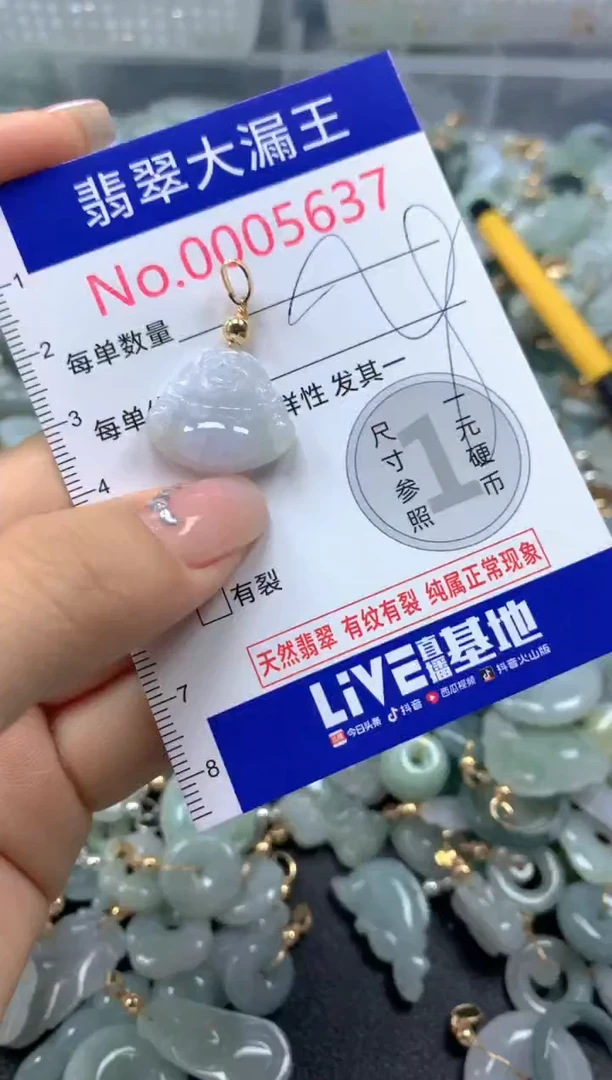 翡翠大漏王
No.0005637
1
2
每单数量
3
每单
样性 发其一
4
尺寸参照
1
一元硬币
有裂
天然翡翠 有纹有裂 纯属正常现象
7
LiVE直播基地
8
今日头条 抖音 西瓜视频 抖音火山版